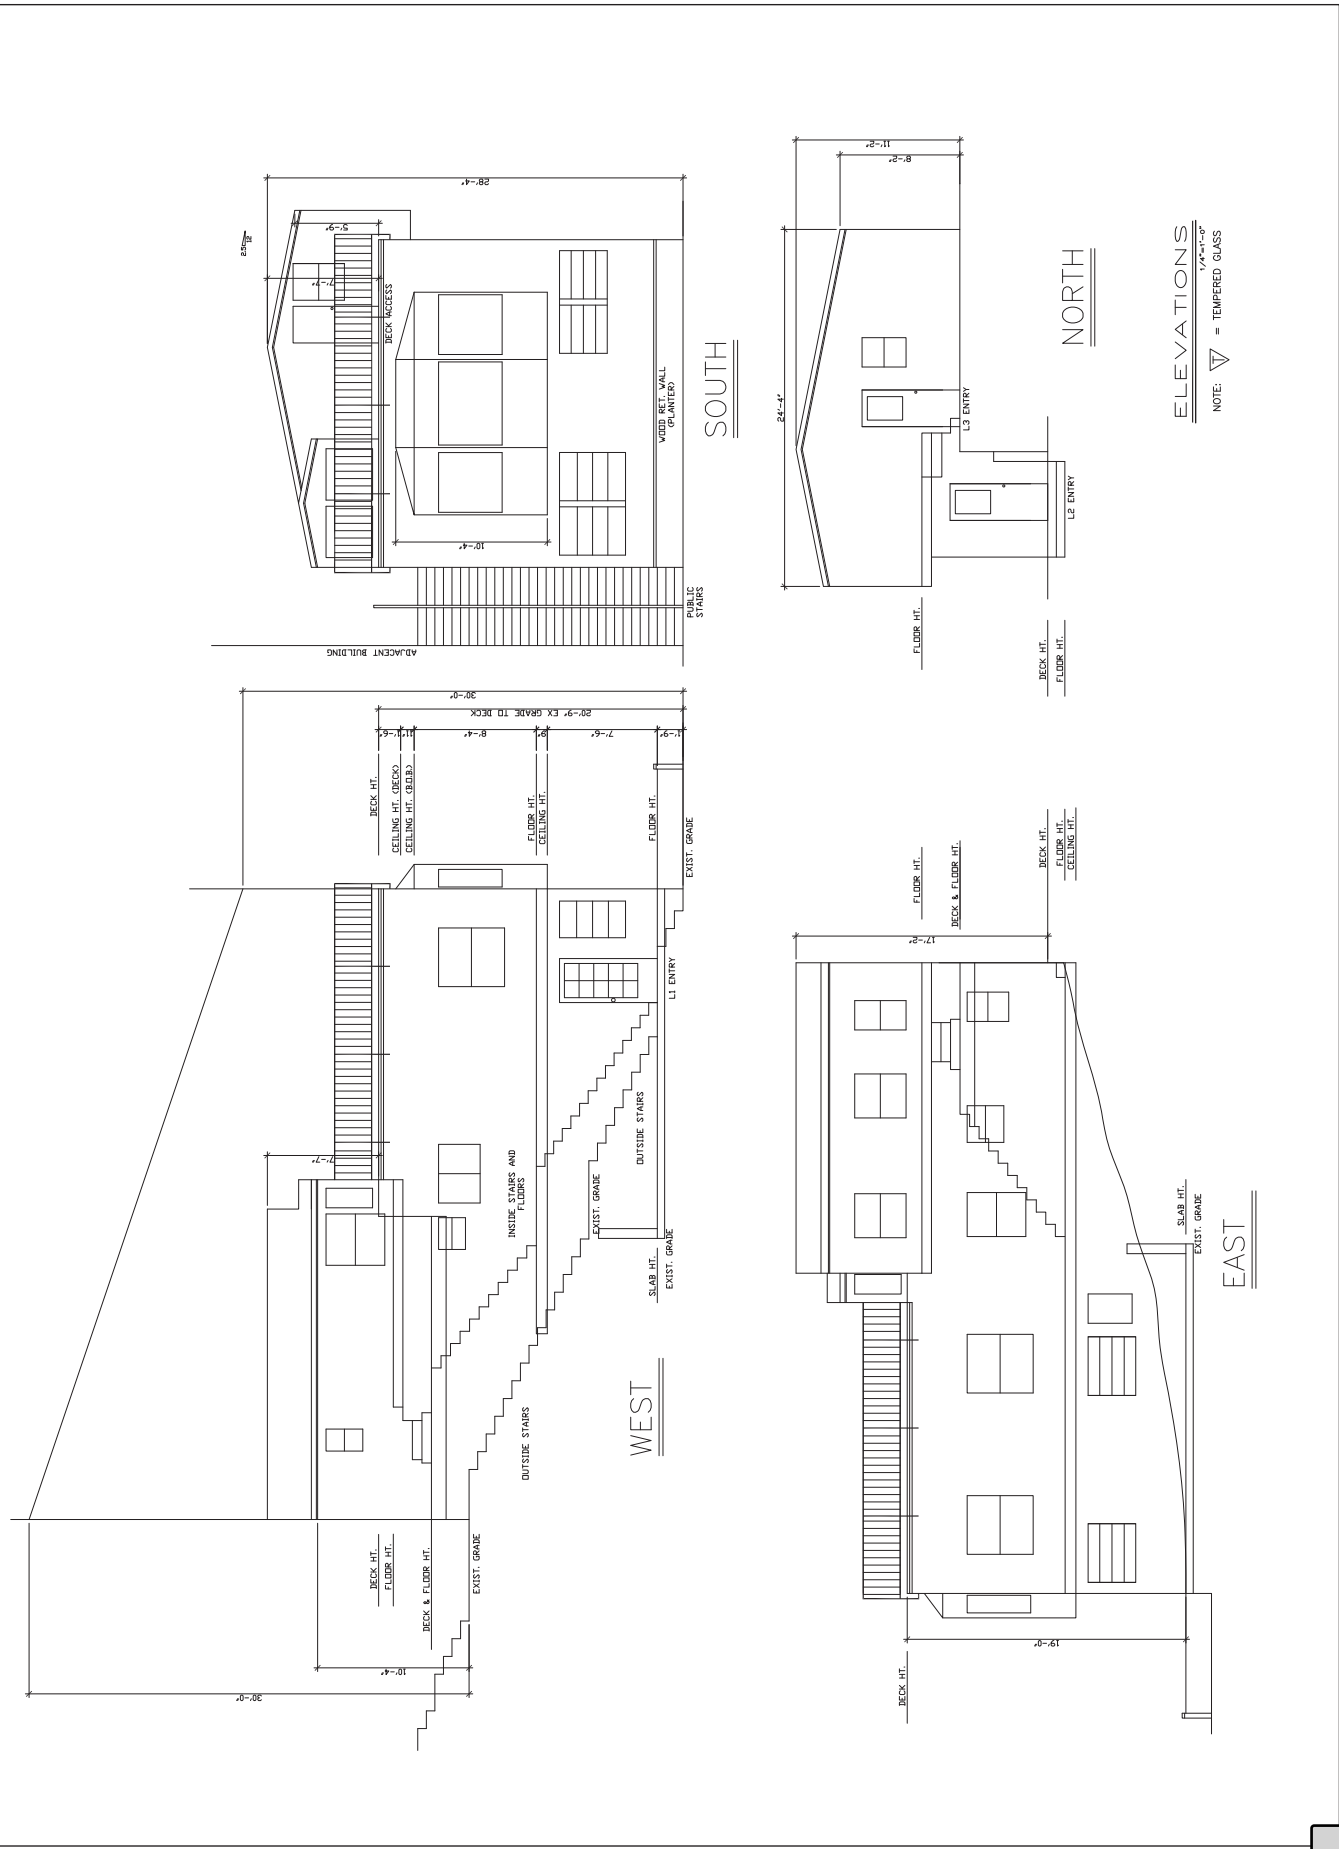 28'-4"
2.5
12
5'-9"
7'-7"
DECK ACCESS
10'-4"
WOOD RET. WALL
(PLANTER)
PUBLIC
STAIRS
ADJACENT BUILDING
SOUTH
11'-2"
8'-2"
24'-4"
L3 ENTRY
L2 ENTRY
FLOOR HT.
DECK HT.
FLOOR HT.
NORTH
ELEVATIONS
1/4"=1'-0"
NOTE: T = TEMPERED GLASS
30'-0"
20'-9" EX GRADE TO DECK
1'-6"
11"
8'-4"
9"
7'-6"
1'-9"
DECK HT.
CEILING HT. (DECK)
CEILING HT. (B.O.B.)
FLOOR HT.
CEILING HT.
FLOOR HT.
EXIST. GRADE
L1 ENTRY
OUTSIDE STAIRS
7'-7"
INSIDE STAIRS AND
FLOORS
EXIST. GRADE
SLAB HT.
EXIST. GRADE
OUTSIDE STAIRS
WEST
DECK HT.
FLOOR HT.
DECK & FLOOR HT.
EXIST. GRADE
10'-4"
30'-0"
FLOOR HT.
DECK & FLOOR HT.
DECK HT.
FLOOR HT.
CEILING HT.
17'-2"
SLAB HT.
EXIST. GRADE
EAST
19'-0"
DECK HT.